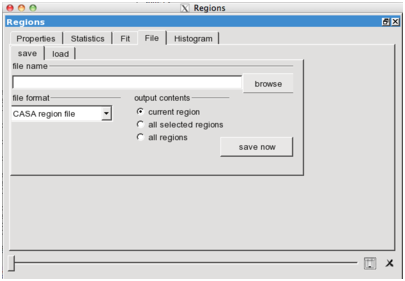 Regions
Regions
Properties Statistics Fit File Histogram
save load
file name
browse
file format output contents
CASA region file current region
all selected regions
all regions
save now